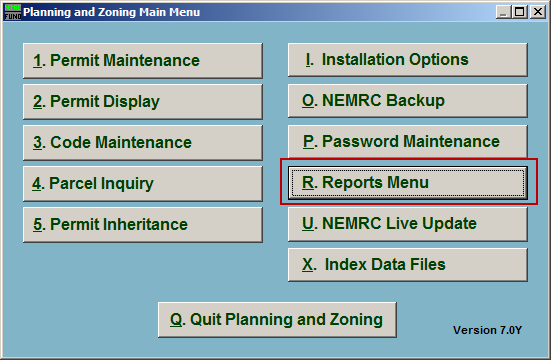 Planning and Zoning Main Menu
1. Permit Maintenance
2. Permit Display
3. Code Maintenance
4. Parcel Inquiry
5. Permit Inheritance
I. Installation Options
O. NEMRC Backup
P. Password Maintenance
R. Reports Menu
U. NEMRC Live Update
X. Index Data Files
Q. Quit Planning and Zoning
Version 7.0Y